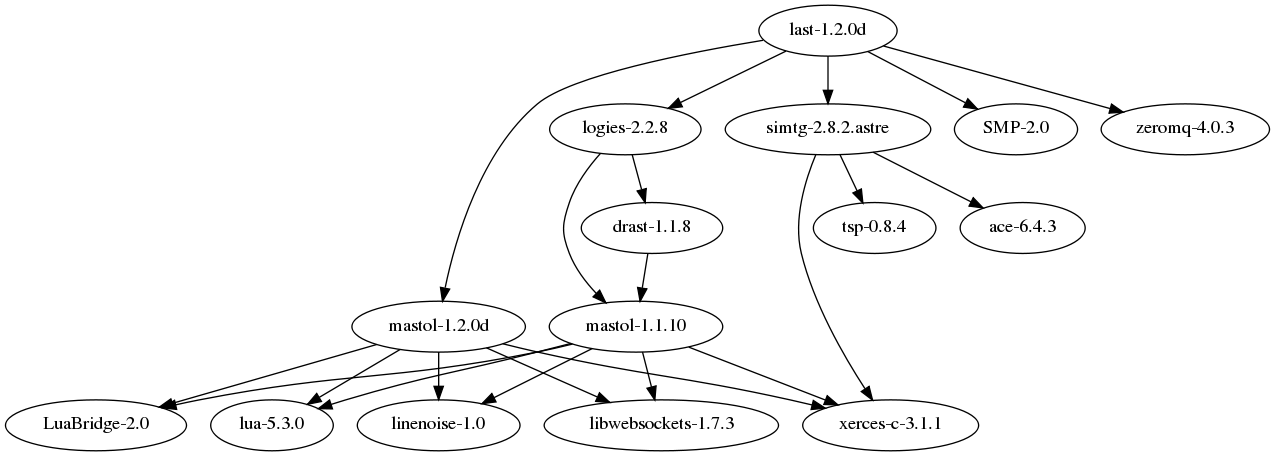 last-1.2.0d
logies-2.2.8
simtg-2.8.2.astre
SMP-2.0
zeromq-4.0.3
drast-1.1.8
tsp-0.8.4
ace-6.4.3
mastol-1.2.0d
mastol-1.1.10
LuaBridge-2.0
lua-5.3.0
linenoise-1.0
libwebsockets-1.7.3
xerces-c-3.1.1